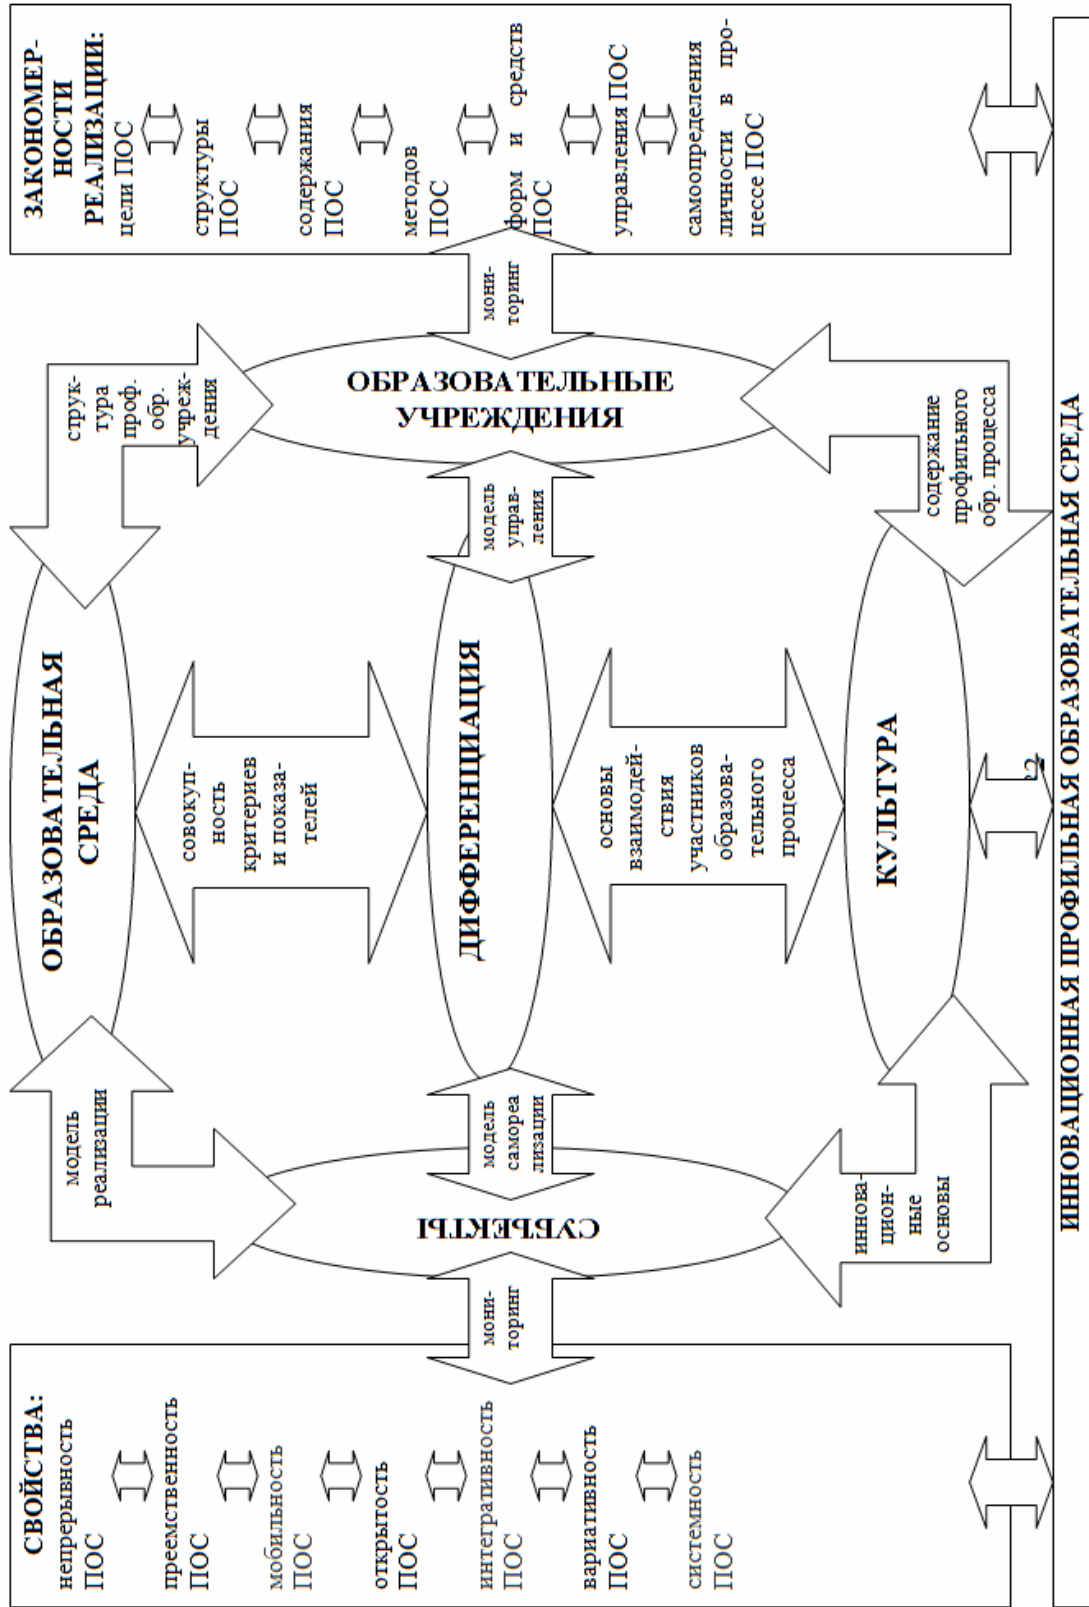 СВОЙСТВА:
непрерывность
ПОС
преемственность
ПОС
мобильность
ПОС
открытость
ПОС
интегративность
ПОС
вариативность
ПОС
системность
ПОС
мони-
торинг
СУБЪЕКТЫ
модель
реализации
модель
самореа
лизации
иннова-
цион-
ные
основы
ОБРАЗОВАТЕЛЬНАЯ
СРЕДА
совокуп-
ность
критериев
и показа-
телей
ДИФФЕРЕНЦИАЦИЯ
основы
взаимодей-
ствия
участников
образова-
тельного
процесса
КУЛЬТУРА
струк-
тура
проф.
обр.
учреж-
дения
модель
управ-
ления
содержание
профильного
обр. процесса
ОБРАЗОВАТЕЛЬНЫЕ
УЧРЕЖДЕНИЯ
мони-
торинг
ЗАКОНОМЕР-
НОСТИ
РЕАЛИЗАЦИИ:
цели ПОС
структуры
ПОС
содержания
ПОС
методов
ПОС
форм и средств
ПОС
управления ПОС
самоопределения
личности в про-
цессе ПОС
ИННОВАЦИОННАЯ ПРОФИЛЬНАЯ ОБРАЗОВАТЕЛЬНАЯ СРЕДА